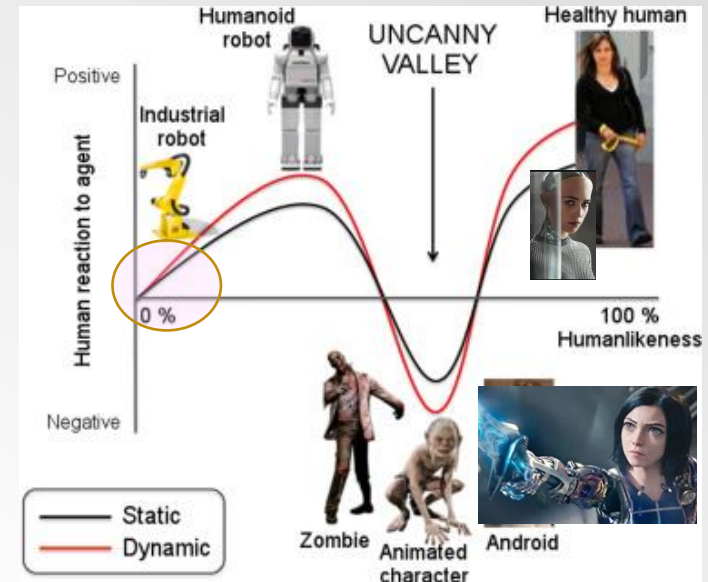 Humanoid
robot
UNCANNY
VALLEY
Healthy human
Positive
Industrial
robot
Human reaction to agent
0 %
100 %
Humanlikeness
Negative
Static
Dynamic
Zombie
Animated
character
Android